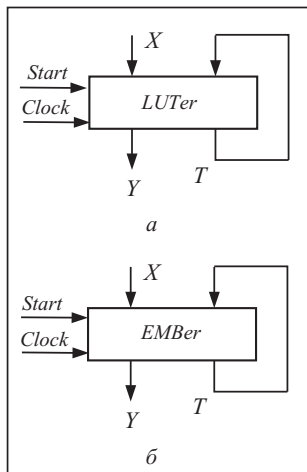 X
Start
LUTer
Clock
Y T
а
X
Start
EMBer
Clock
Y T
б